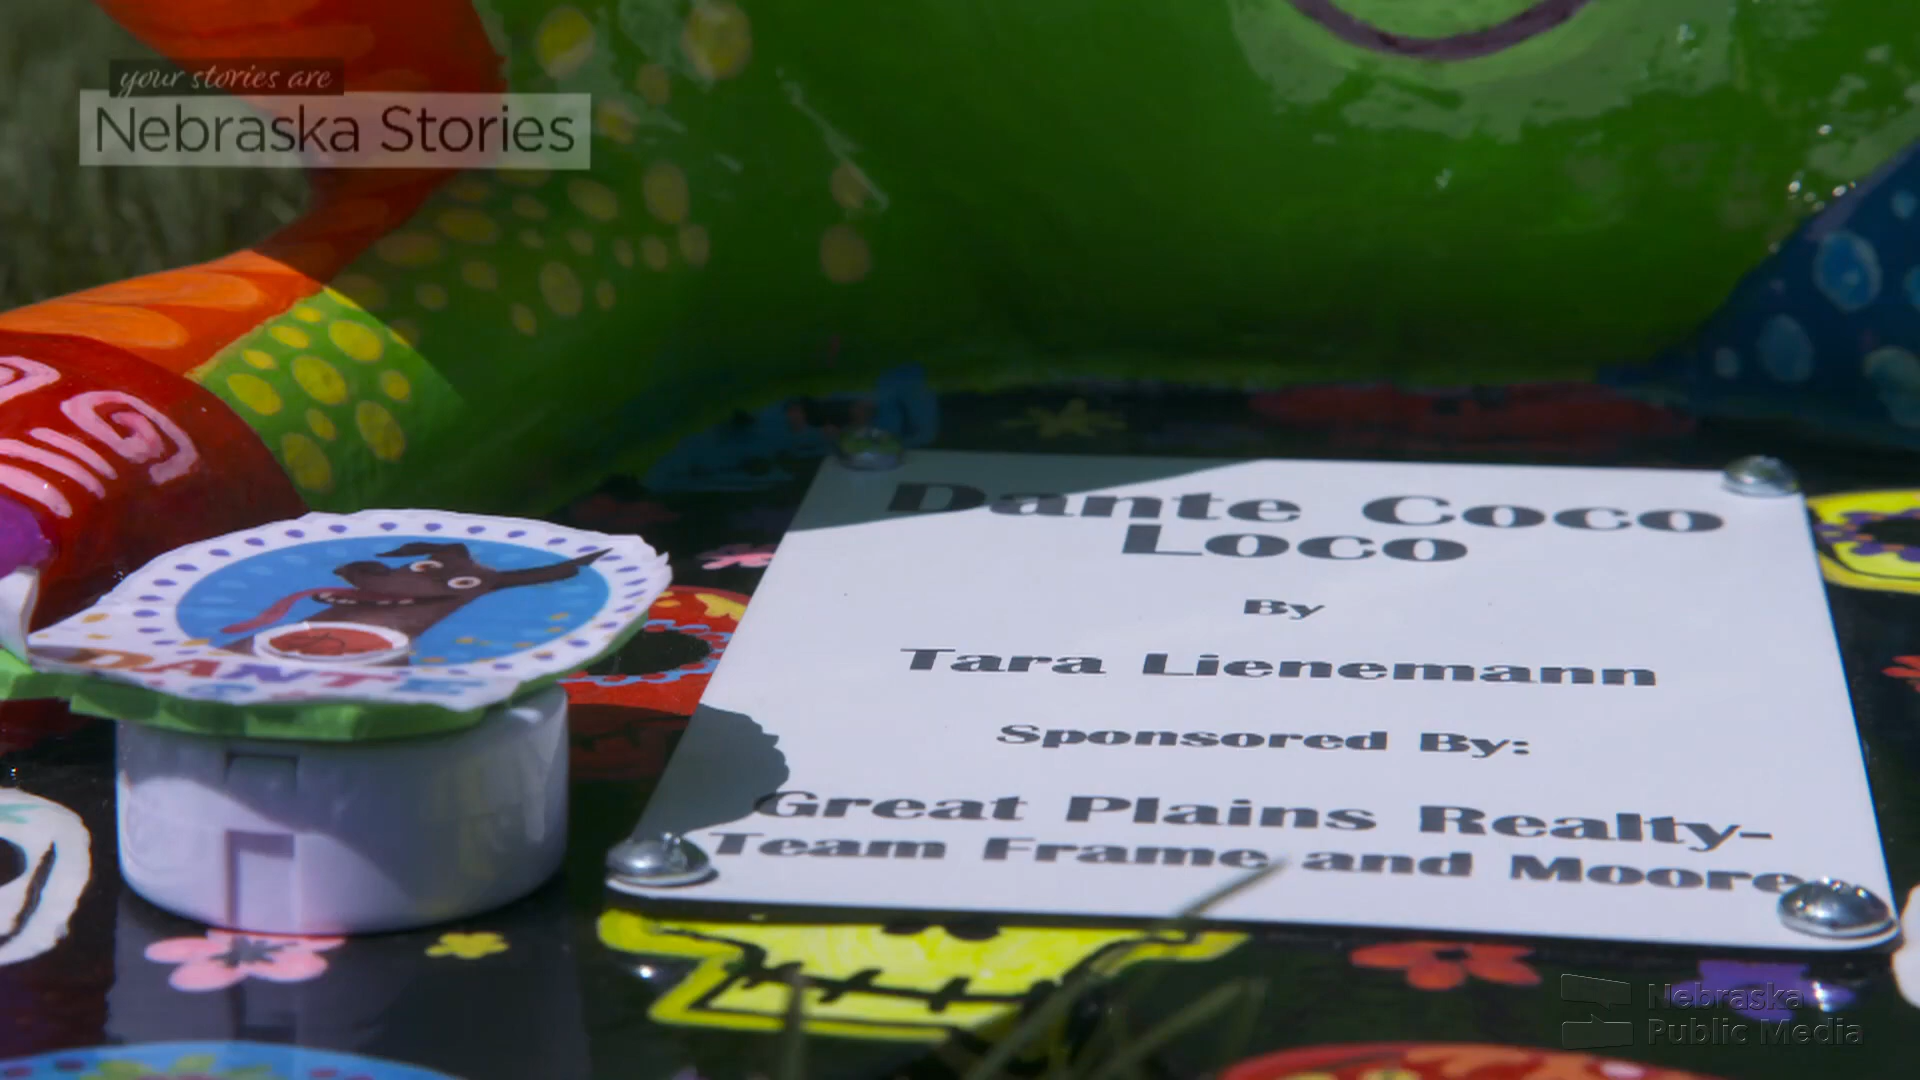 your stories are
Nebraska Stories
Dante Coco
Loco
By
Tara Lienemann
Sponsored By:
Great Plains Realty-
Team Frame and Moore
DANTE
Nebraska
Public Media